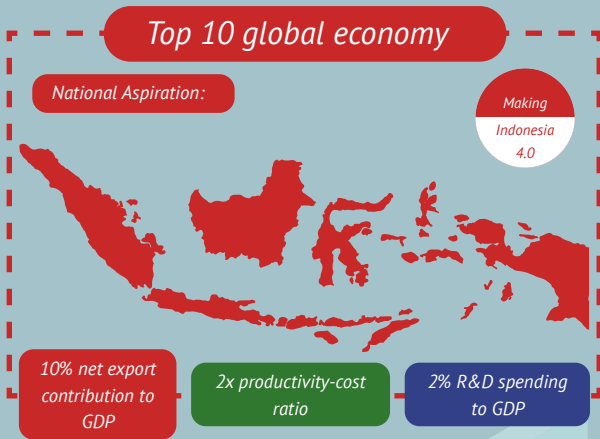 Top 10 global economy
National Aspiration:
Making
Indonesia
4.0
10% net export
contribution to
GDP
2x productivity-cost
ratio
2% R&D spending
to GDP